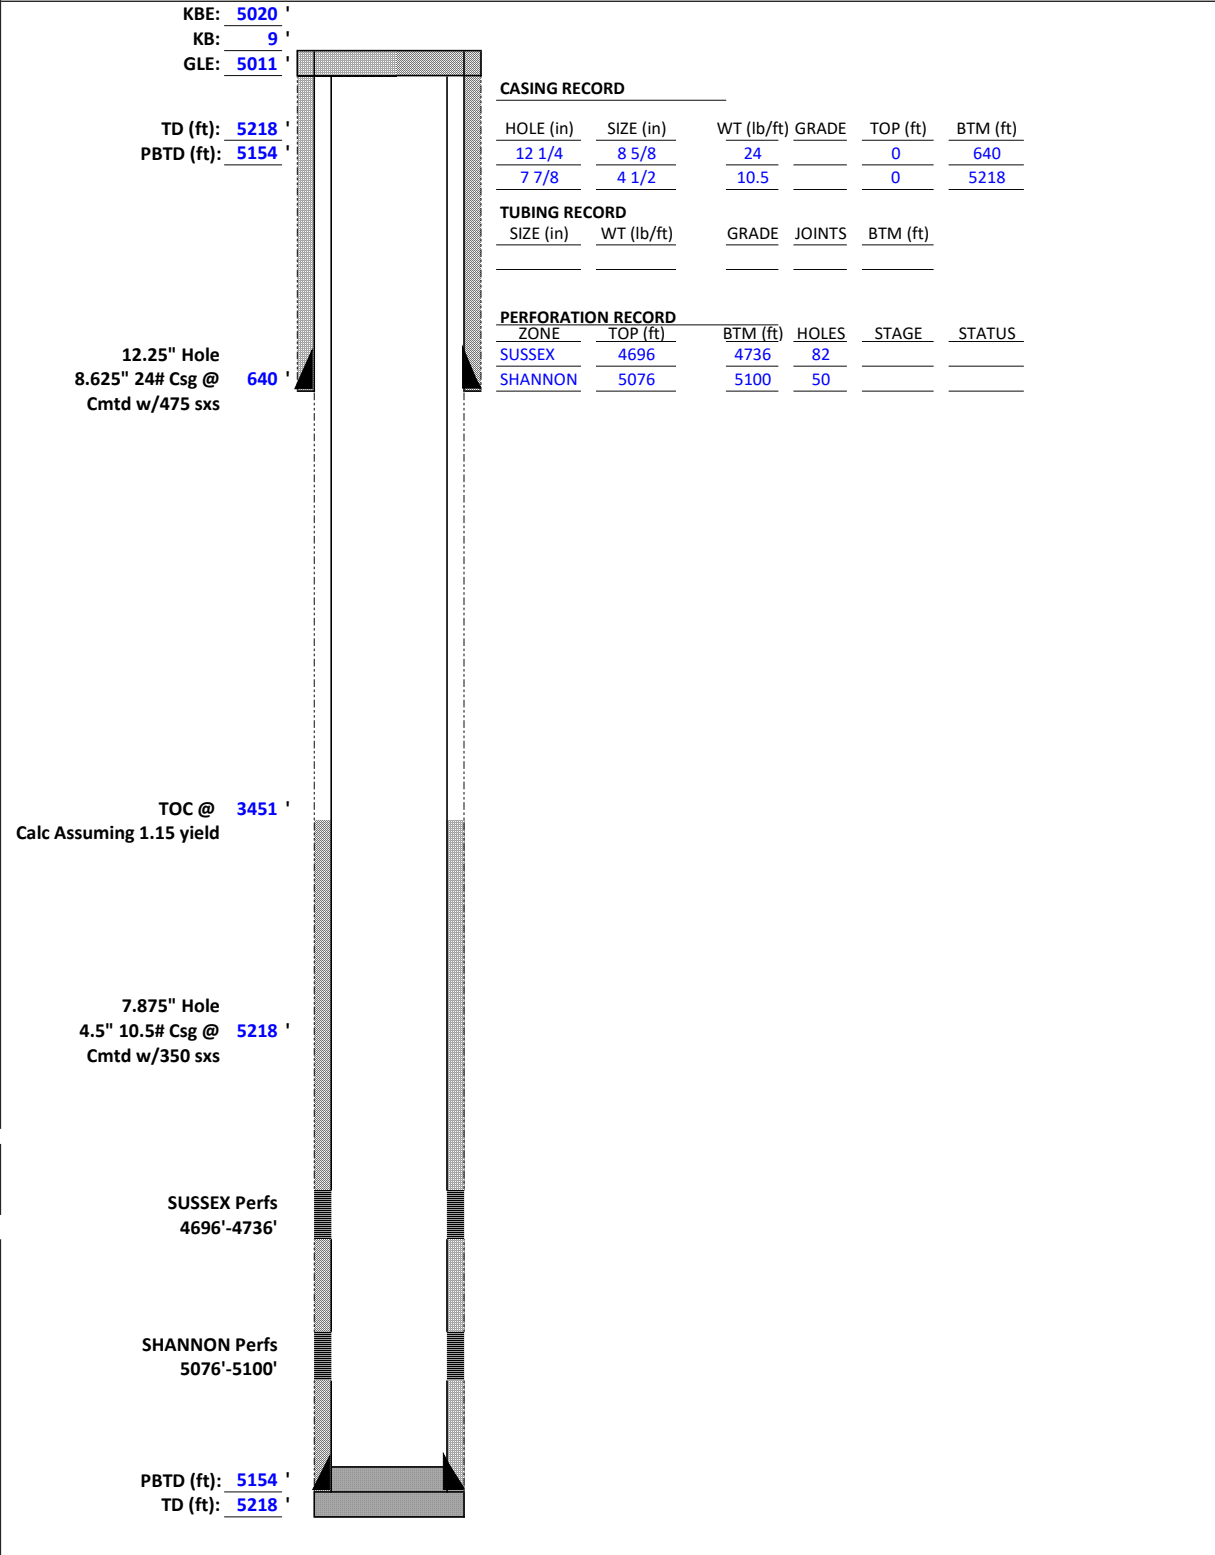 KBE: 5020 '
KB: 9 '
GLE: 5011 '
CASING RECORD
TD (ft): 5218 '
HOLE (in) SIZE (in) WT (lb/ft) GRADE TOP (ft) BTM (ft)
PBTD (ft): 5154 '
12 1/4 8 5/8 24 0 640
7 7/8 4 1/2 10.5 0 5218
TUBING RECORD
SIZE (in) WT (lb/ft) GRADE JOINTS BTM (ft)
PERFORATION RECORD
ZONE TOP (ft) BTM (ft) HOLES STAGE STATUS
SUSSEX 4696 4736 82
SHANNON 5076 5100 50
12.25" Hole
8.625" 24# Csg @ 640 '
Cmtd w/475 sxs
TOC @ 3451 '
Calc Assuming 1.15 yield
7.875" Hole
4.5" 10.5# Csg @ 5218 '
Cmtd w/350 sxs
SUSSEX Perfs
4696'-4736'
SHANNON Perfs
5076'-5100'
PBTD (ft): 5154 '
TD (ft): 5218 '